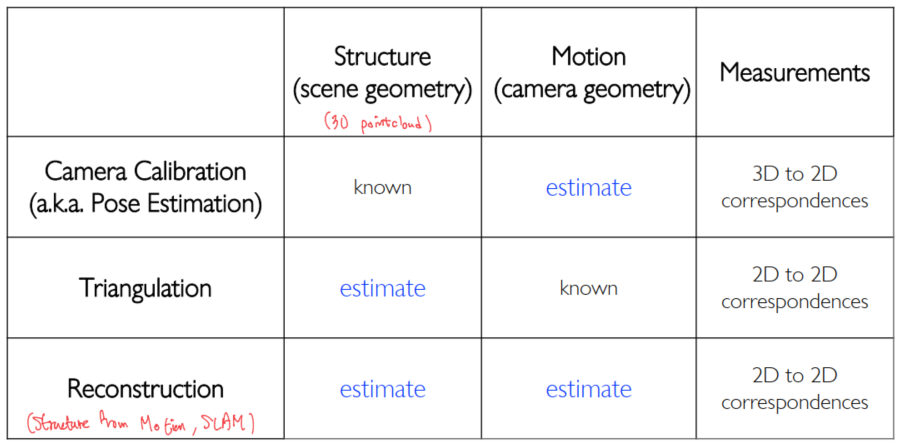 Structure
(scene geometry)
(3D pointcloud)
Motion
(camera geometry)
Measurements
Camera Calibration
(a.k.a. Pose Estimation)
known
estimate
3D to 2D
correspondences
Triangulation
estimate
known
2D to 2D
correspondences
Reconstruction
(Structure from Motion, SLAM)
estimate
estimate
2D to 2D
correspondences